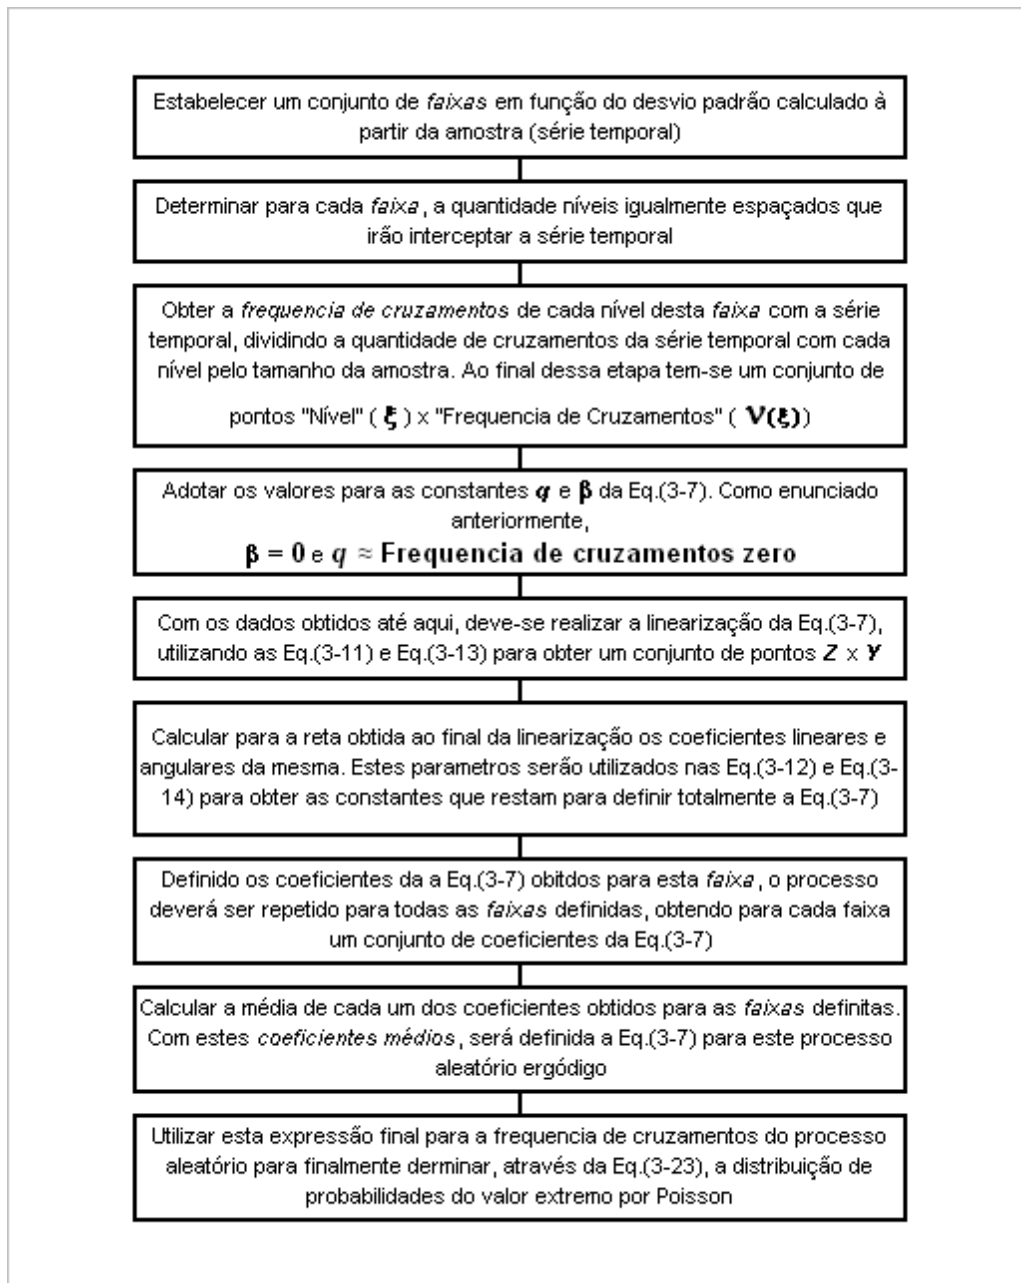 Estabelecer um conjunto de faixas em função do desvio padrão calculado à
partir da amostra (série temporal)
Determinar para cada faixa, a quantidade níveis igualmente espaçados que
irão interceptar a série temporal
Obter a frequencia de cruzamentos de cada nível desta faixa com a série
temporal, dividindo a quantidade de cruzamentos da série temporal com cada
nível pelo tamanho da amostra. Ao final dessa etapa tem-se um conjunto de
pontos "Nível" ( ξ ) x "Frequencia de Cruzamentos" ( V(ξ))
Adotar os valores para as constantes q e β da Eq.(3-7). Como enunciado
anteriormente,
β = 0 e q ≈ Frequencia de cruzamentos zero
Com os dados obtidos até aqui, deve-se realizar a linearização da Eq.(3-7),
utilizando as Eq.(3-11) e Eq.(3-13) para obter um conjunto de pontos Z x Y
Calcular para a reta obtida ao final da linearização os coeficientes lineares e
angulares da mesma. Estes parametros serão utilizados nas Eq.(3-12) e Eq.(3-
14) para obter as constantes que restam para definir totalmente a Eq.(3-7)
Definido os coeficientes da a Eq.(3-7) obitdos para esta faixa, o processo
deverá ser repetido para todas as faixas definidas, obtendo para cada faixa
um conjunto de coeficientes da Eq.(3-7)
Calcular a média de cada um dos coeficientes obtidos para as faixas definitas.
Com estes coeficientes médios, será definida a Eq.(3-7) para este processo
aleatório ergódigo
Utilizar esta expressão final para a frequencia de cruzamentos do processo
aleatório para finalmente derminar, através da Eq.(3-23), a distribuição de
probabilidades do valor extremo por Poisson